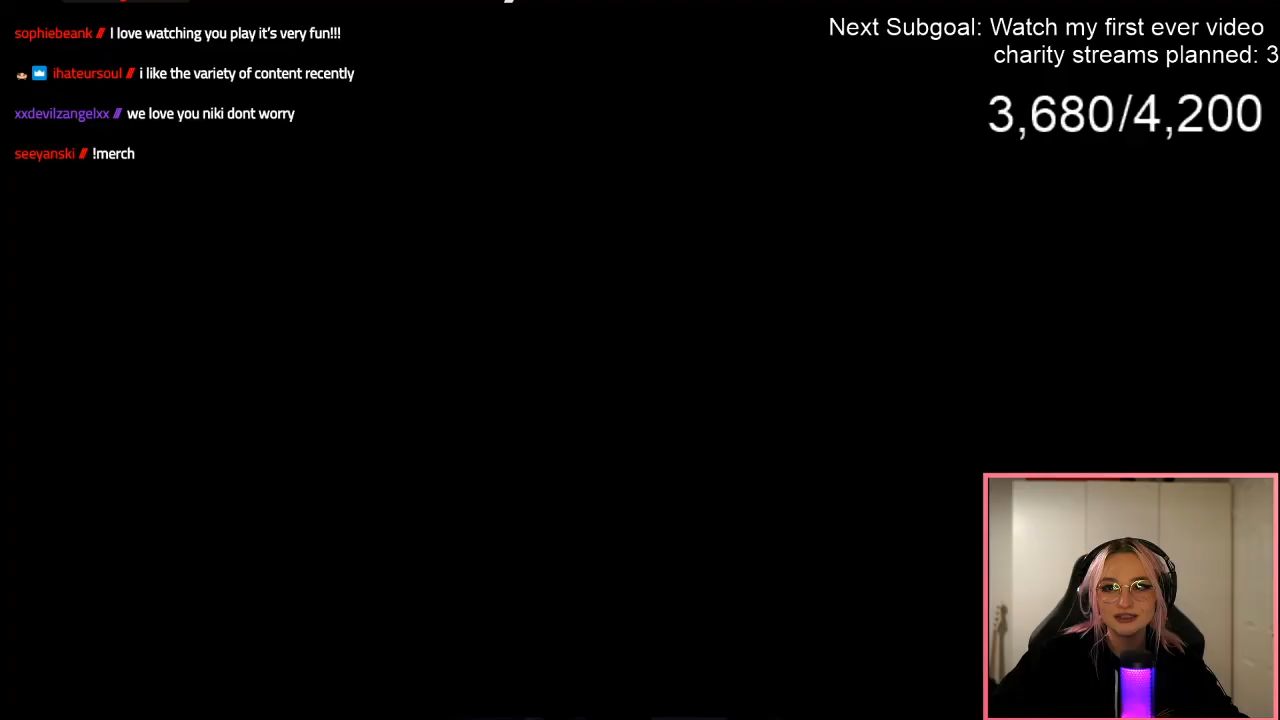 sophiebeank // I love watching you play it's very fun!!!
ihateursoul // i like the variety of content recently
xxdevilzangelxx // we love you niki dont worry
seeyanski // !merch
Next Subgoal: Watch my first ever video
charity streams planned: 3
3,680/4,200